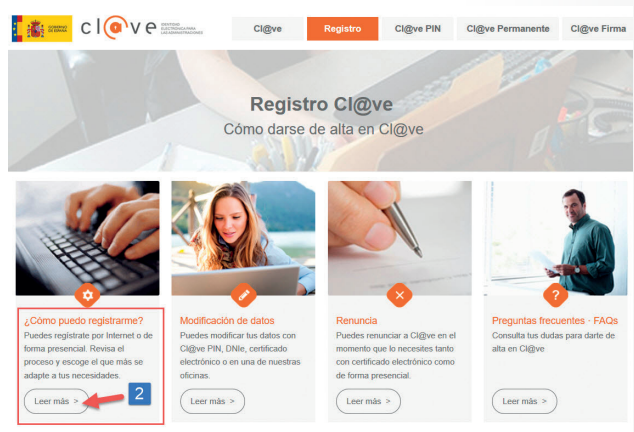 GOBIERNO
DE ESPAÑA
cl@ve
IDENTIDAD
ELECTRÓNICA PARA
LAS ADMINISTRACIONES
Cl@ve
Registro
Cl@ve PIN
Cl@ve Permanente
Cl@ve Firma
Registro Cl@ve
Cómo darse de alta en Cl@ve
¿Cómo puedo registrarme?
Puedes regístrate por Internet o de
forma presencial. Revisa el
proceso y escoge el que más se
adapte a tus necesidades.
Leer más >
2
Modificación de datos
Puedes modificar tus datos con
Cl@ve PIN, DNIe, certificado
electrónico o en una de nuestras
oficinas.
Leer más >
Renuncia
Puedes renunciar a Cl@ve en el
momento que lo necesites tanto
con certificado electrónico como
de forma presencial.
Leer más >
?
Preguntas frecuentes · FAQs
Consulta tus dudas para darte de
alta en Cl@ve
Leer más >